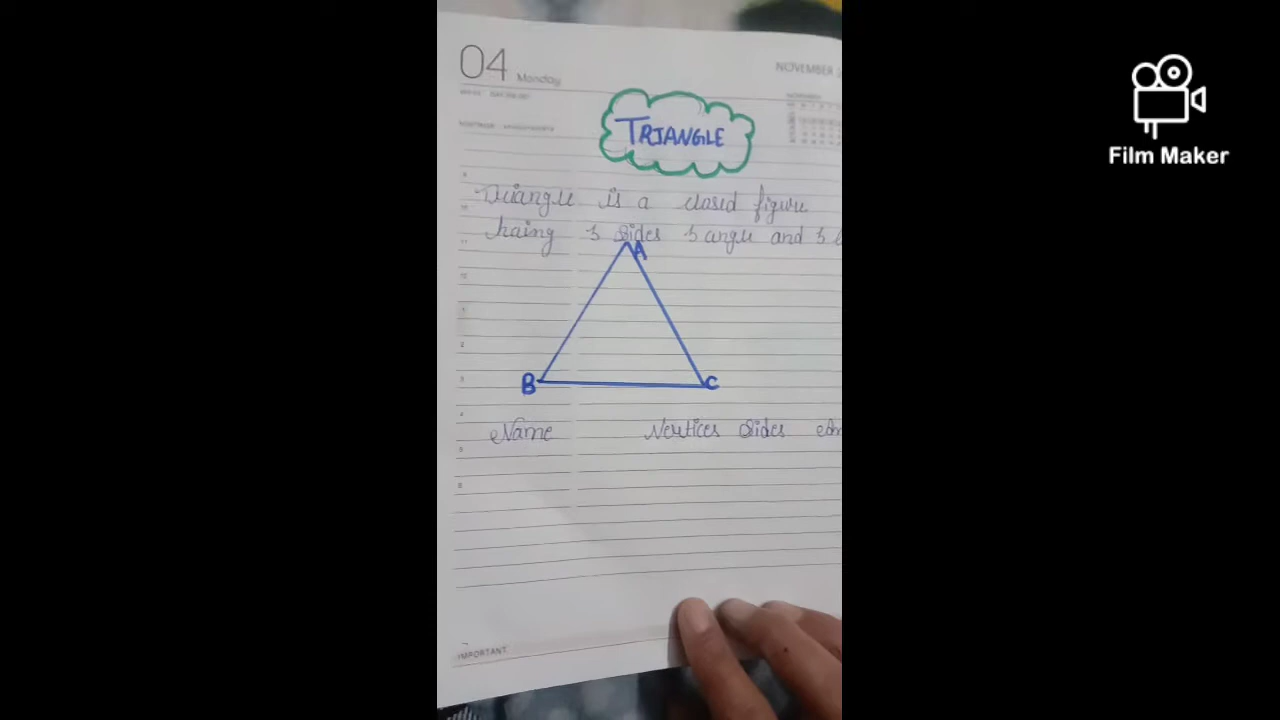 04 Monday
NOVEMBER
TRIANGLE
Triangle is a closed figure
haing 3 sides 3 angle and 3
A
B
C
Name Vertices Sides
IMPORTANT
Film Maker